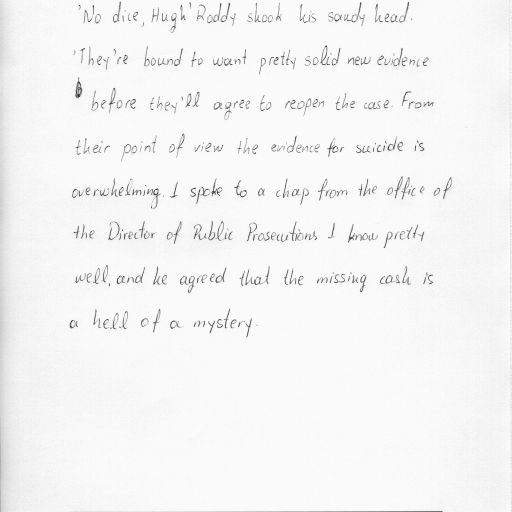 'No dice, Hugh' Roddy shook his sandy head.
'They're bound to want pretty solid new evidence
before they'll agree to reopen the case. From
their point of view the evidence for suicide is
overwhelming. I spoke to a chap from the office of
the Director of Public Prosecutions I know pretty
well, and he agreed that the missing cash is
a hell of a mystery.